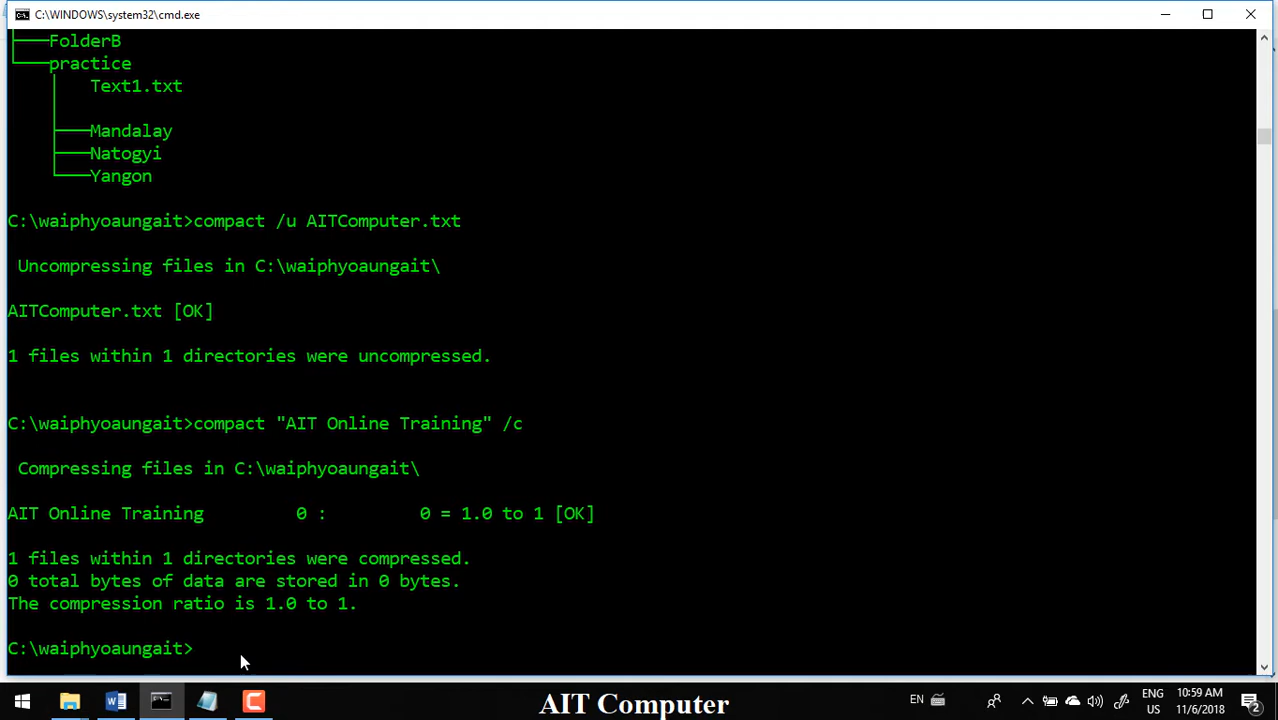 C:\WINDOWS\system32\cmd.exe
FolderB
practice
Text1.txt
Mandalay
Natogyi
Yangon
C:\waiphyoaungait>compact /u AITComputer.txt
Uncompressing files in C:\waiphyoaungait\
AITComputer.txt [OK]
1 files within 1 directories were uncompressed.
C:\waiphyoaungait>compact "AIT Online Training" /c
Compressing files in C:\waiphyoaungait\
AIT Online Training 0 : 0 = 1.0 to 1 [OK]
1 files within 1 directories were compressed.
0 total bytes of data are stored in 0 bytes.
The compression ratio is 1.0 to 1.
C:\waiphyoaungait>
AIT Computer
EN
ENG
US
10:59 AM
11/6/2018
2